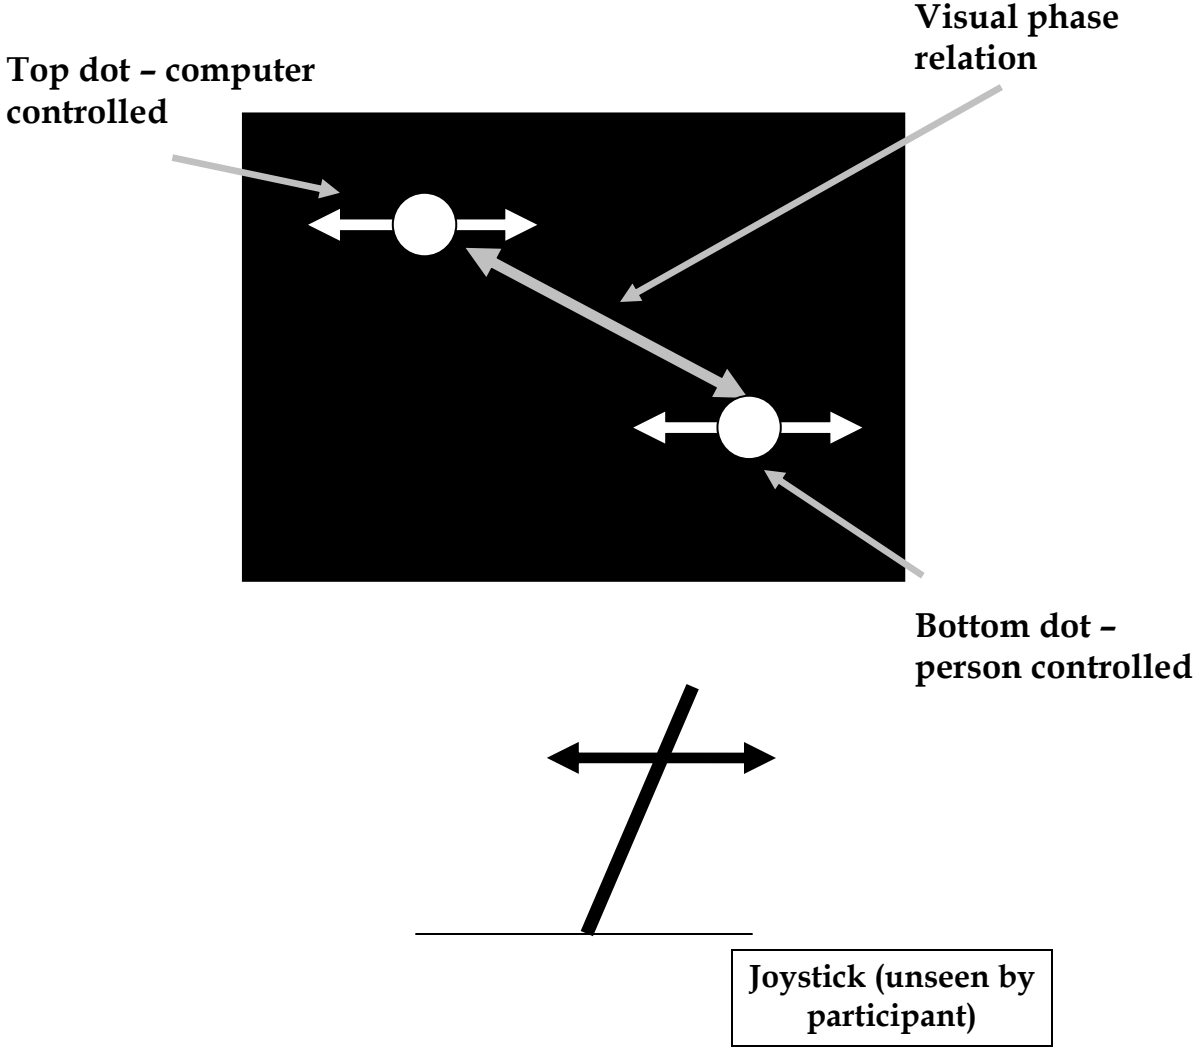 Visual phase
relation
Top dot – computer
controlled
Bottom dot –
person controlled
Joystick (unseen by
participant)